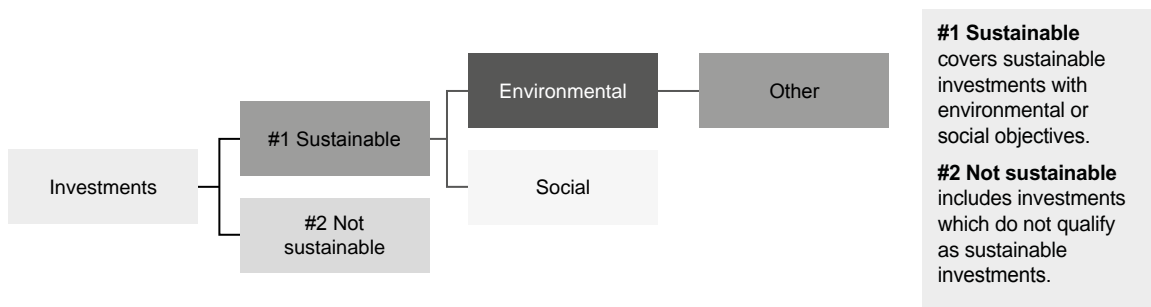 Investments
#1 Sustainable
#2 Not
sustainable
Environmental
Social
Other
#1 Sustainable
covers sustainable
investments with
environmental or
social objectives.
#2 Not sustainable
includes investments
which do not qualify
as sustainable
investments.